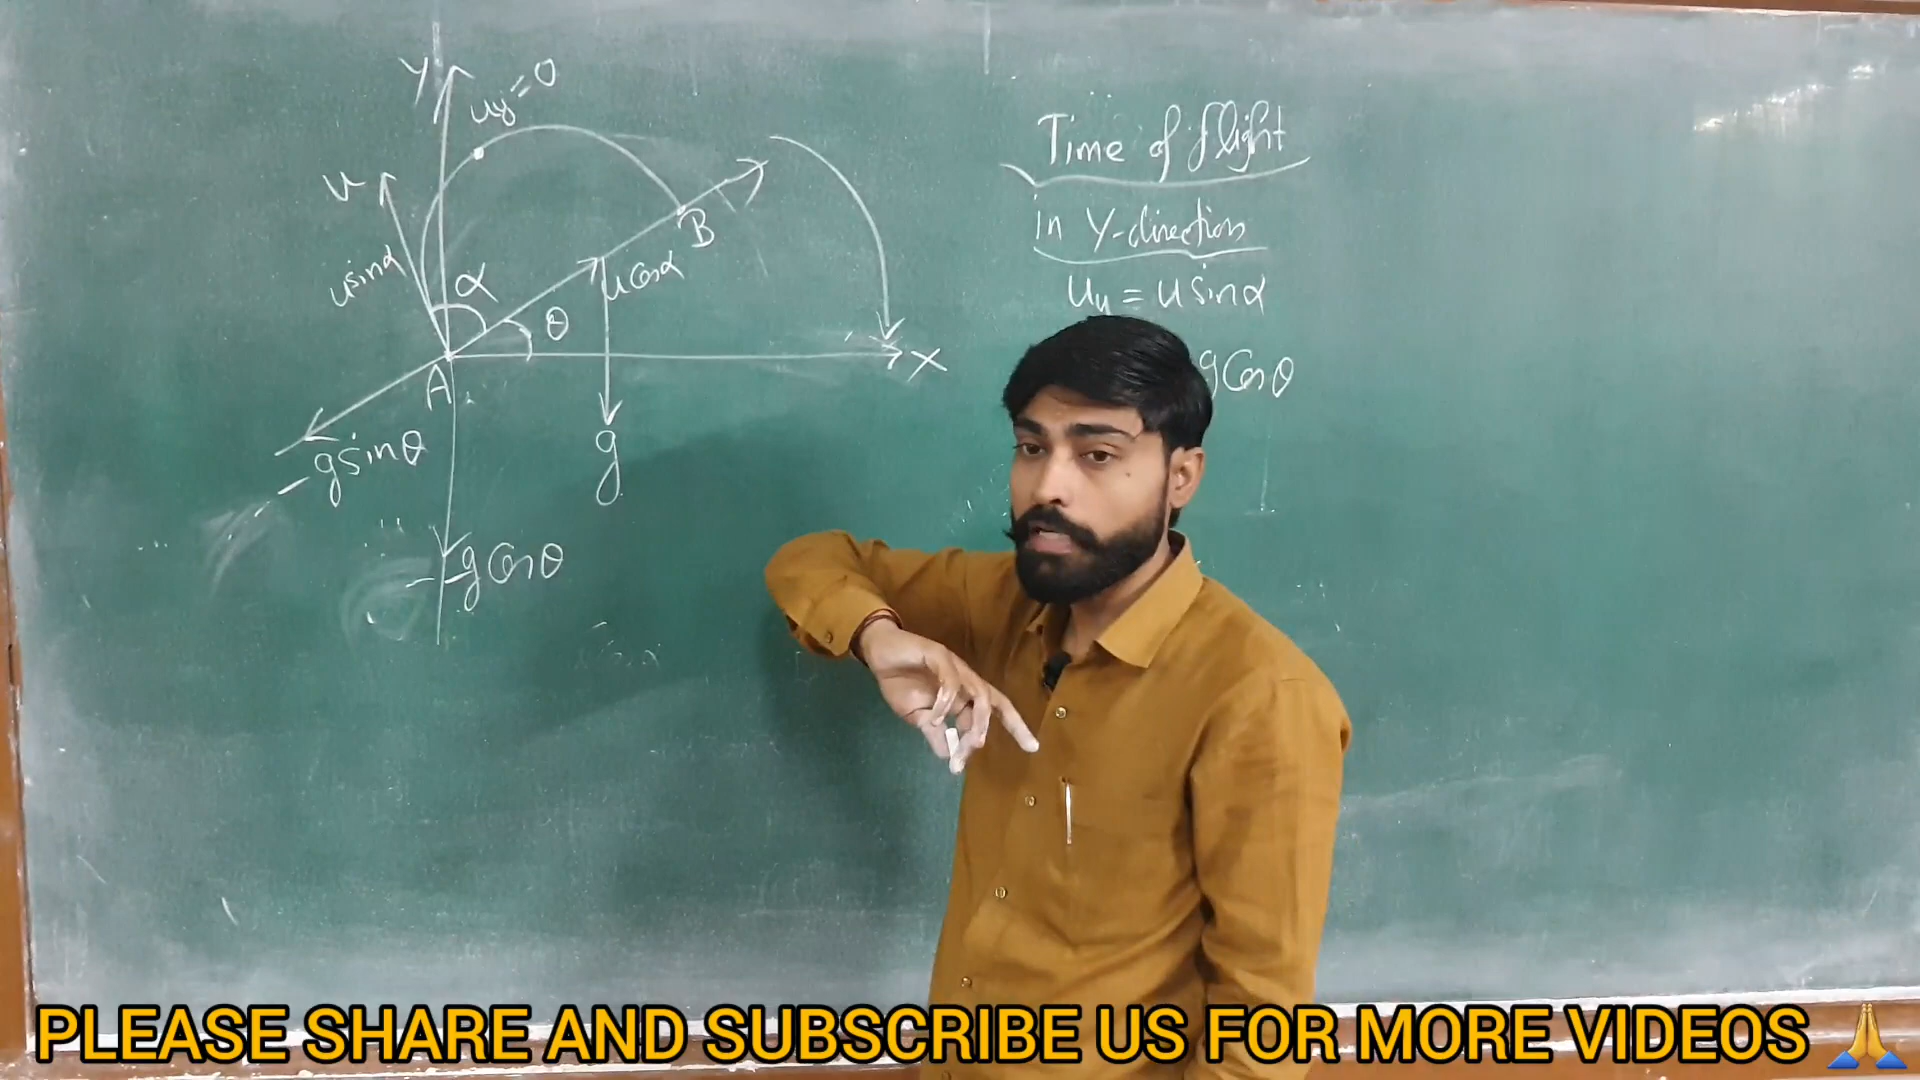 Y
uy=0
u
usinα
α
θ
ucosα
B
A
X
g
-gsinθ
-gcosθ
Time of flight
in Y-direction
uy = usinα
gcosθ
PLEASE SHARE AND SUBSCRIBE US FOR MORE VIDEOS 🙏